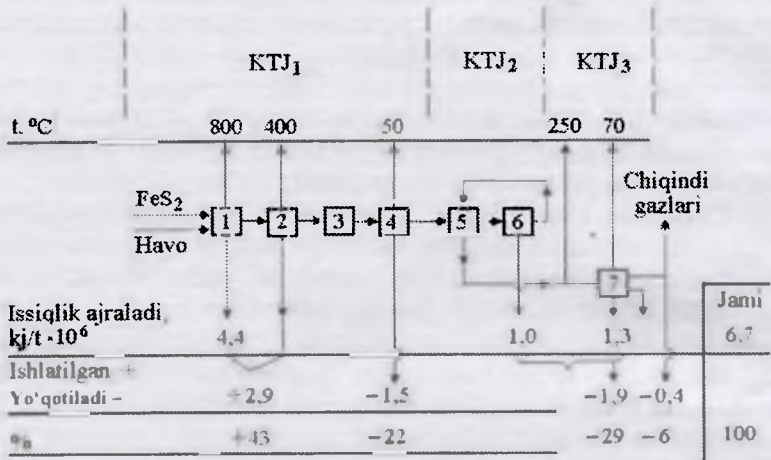 KTJ1 KTJ2 KTJ3
t. °C 800 400 50 250 70
FeS2
Havo
1 2 3 4 5 6
Chiqindi
gazlari
7
Issiqlik ajraladi
kj/t •10⁶ 4,4 1,0 1,3
Jami
6,7
Ishlatilgan +
Yo'qotiladi – +2,9 –1,5 –1,9 –0,4
% +43 –22 –29 –6 100